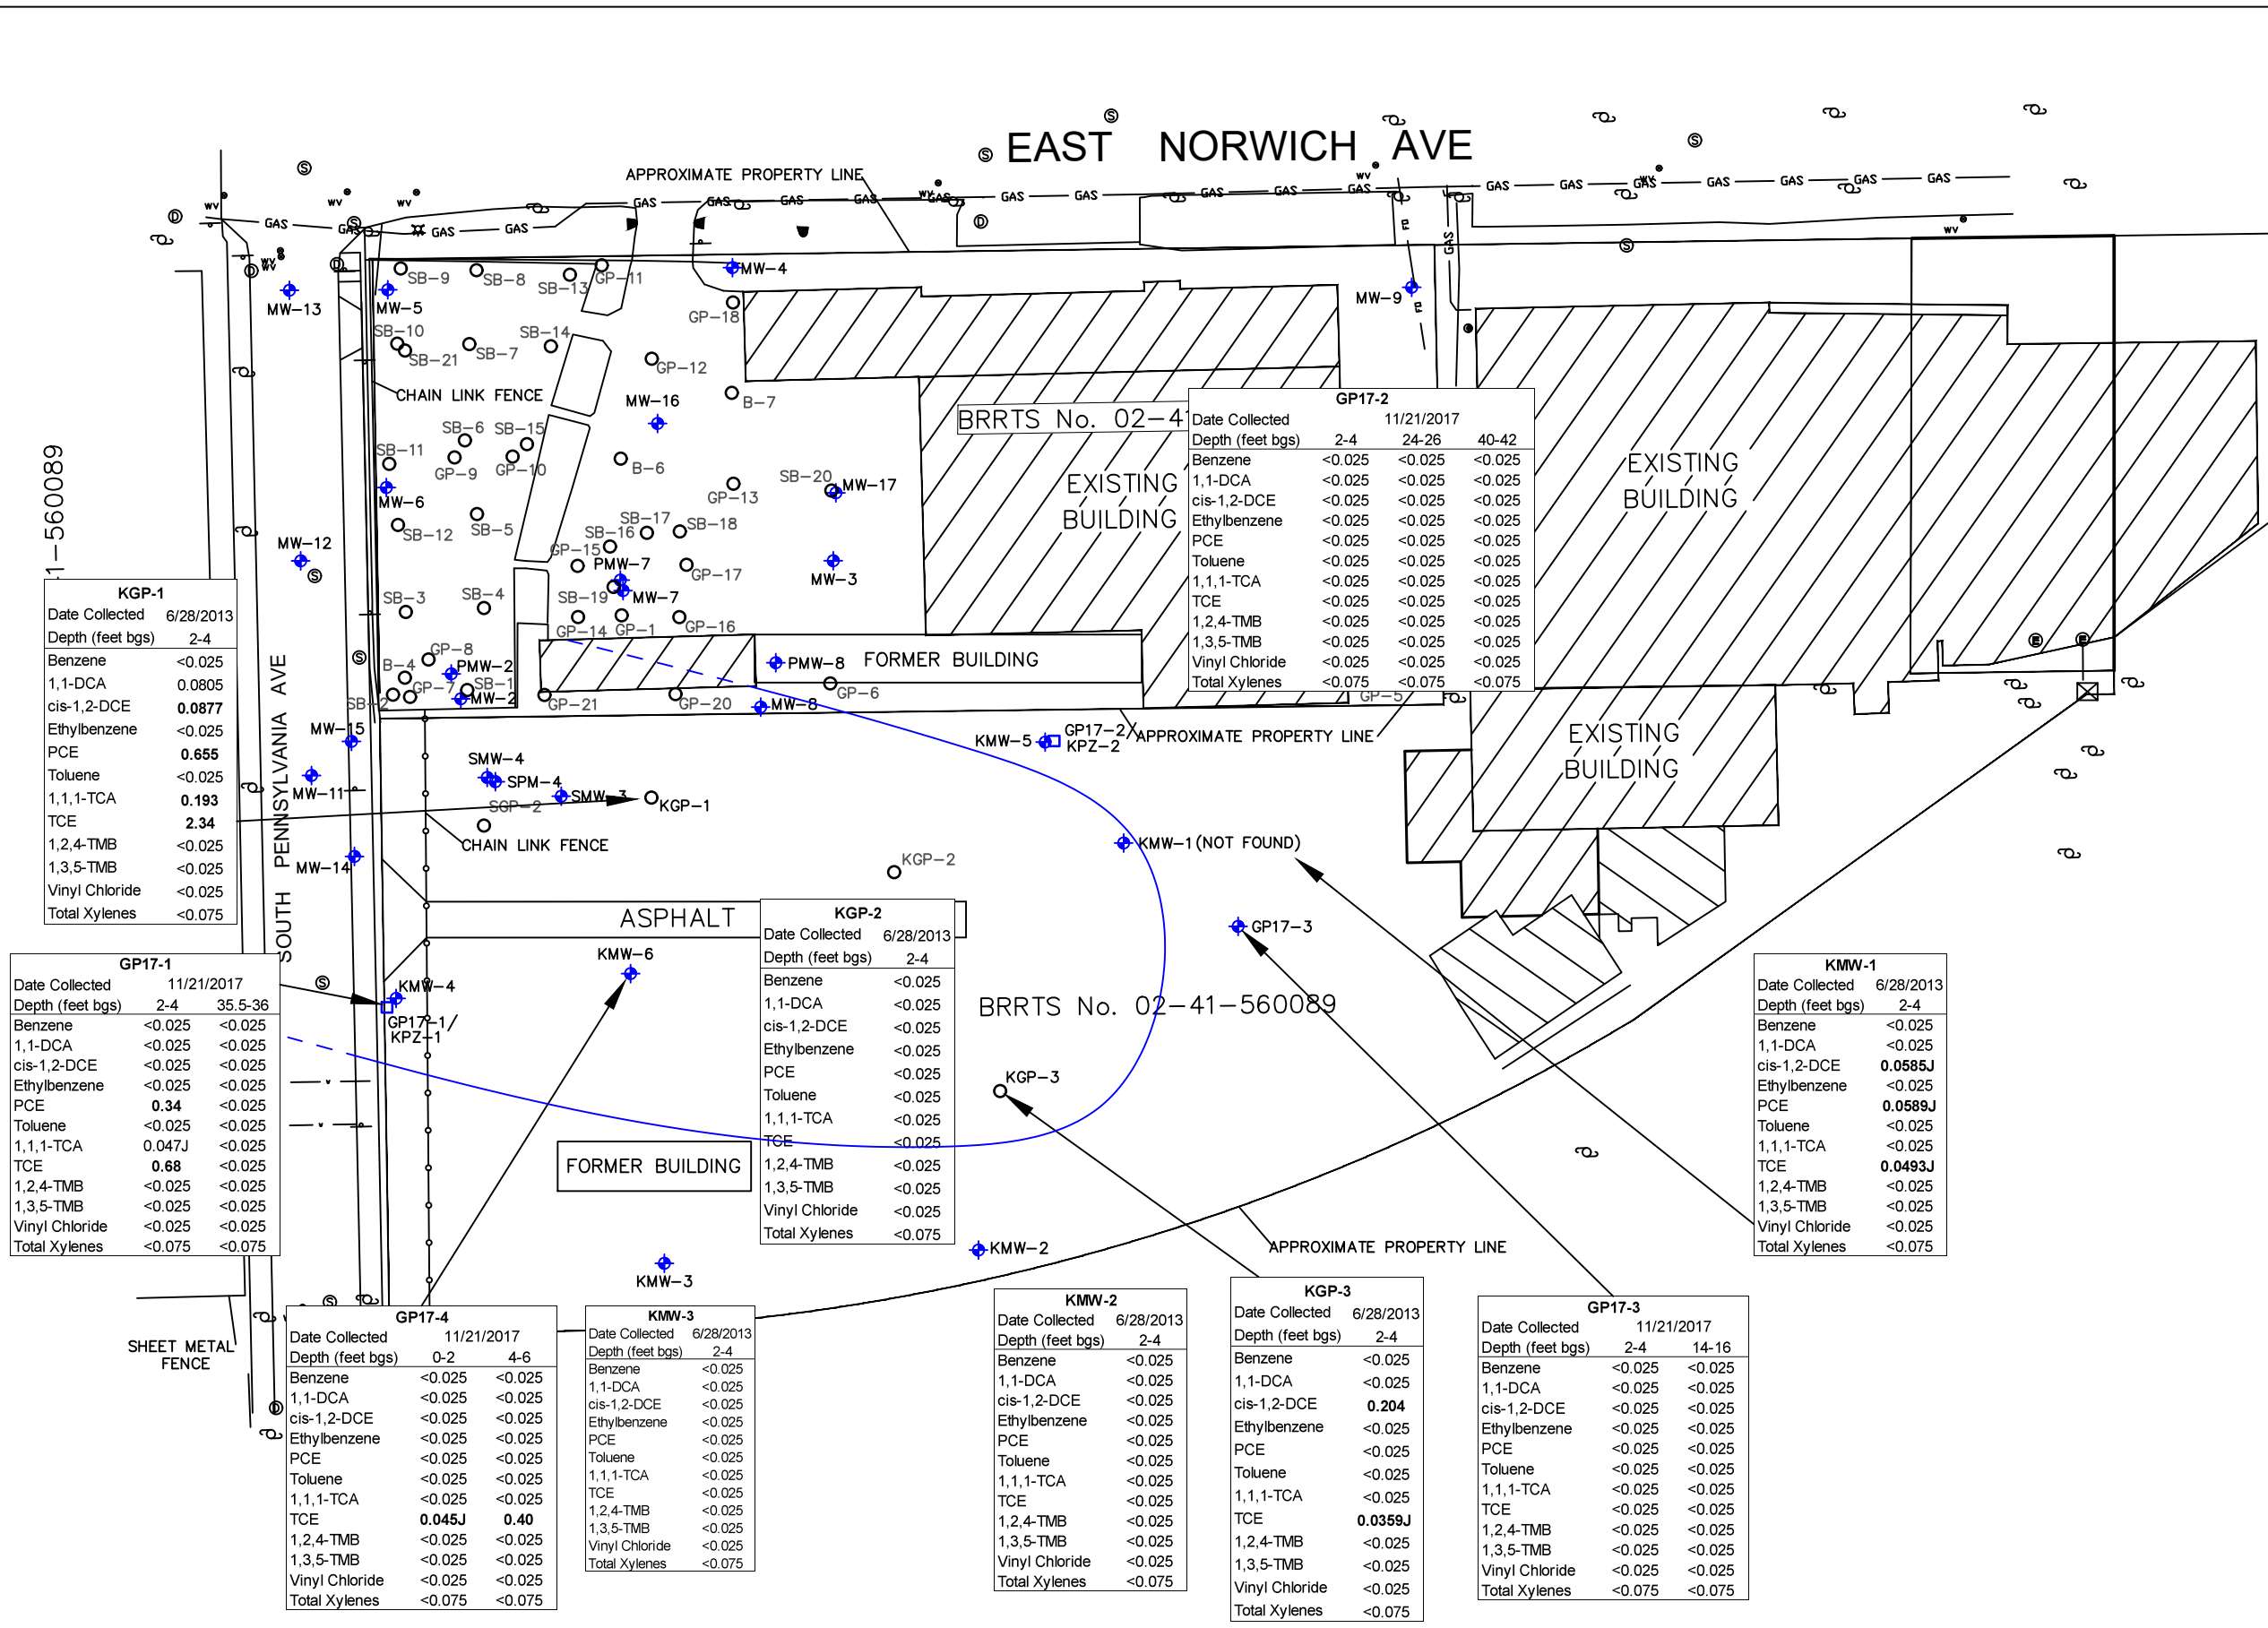 EAST NORWICH AVE
APPROXIMATE PROPERTY LINE
GAS GAS GAS GAS GAS GAS GAS GAS GAS GAS GAS GAS GAS GAS GAS GAS GAS GAS GAS GAS
WV WV WV WV WV WV WV WV
MW-13
MW-5
SB-9
SB-8
SB-13
GP-11
MW-4
MW-9
GP-18
SB-10
SB-21
SB-7
SB-14
GP-12
CHAIN LINK FENCE
MW-16
B-7
SB-6
SB-15
SB-11
GP-9
GP-10
B-6
GP-13
SB-20
MW-17
MW-6
SB-12
SB-5
SB-16
SB-17
SB-18
MW-12
GP-15
PMW-7
GP-17
MW-3
SB-3
SB-4
SB-19
MW-7
GP-14
GP-1
GP-16
GP-8
B-4
PMW-2
GP-7
SB-1
SB-2
MW-2
GP-21
GP-20
PMW-8
FORMER BUILDING
GP-6
MW-8
GP-5
BRRTS No. 02-41
EXISTING
BUILDING
EXISTING
BUILDING
EXISTING
BUILDING
1-560089
SOUTH PENNSYLVANIA AVE
MW-15
MW-11
MW-14
SMW-4
SPM-4
SMW-3
SGP-2
KGP-1
CHAIN LINK FENCE
KMW-5
GP17-2/
KPZ-2
APPROXIMATE PROPERTY LINE
KMW-1(NOT FOUND)
KGP-2
ASPHALT
GP17-3
KMW-6
KMW-4
GP17-1/
KPZ-1
BRRTS No. 02-41-560089
KGP-3
FORMER BUILDING
KMW-3
KMW-2
APPROXIMATE PROPERTY LINE
SHEET METAL
FENCE
GP17-2
Date Collected 11/21/2017
Depth (feet bgs) 2-4 24-26 40-42
Benzene <0.025 <0.025 <0.025
1,1-DCA <0.025 <0.025 <0.025
cis-1,2-DCE <0.025 <0.025 <0.025
Ethylbenzene <0.025 <0.025 <0.025
PCE <0.025 <0.025 <0.025
Toluene <0.025 <0.025 <0.025
1,1,1-TCA <0.025 <0.025 <0.025
TCE <0.025 <0.025 <0.025
1,2,4-TMB <0.025 <0.025 <0.025
1,3,5-TMB <0.025 <0.025 <0.025
Vinyl Chloride <0.025 <0.025 <0.025
Total Xylenes <0.075 <0.075 <0.075
KGP-1
Date Collected 6/28/2013
Depth (feet bgs) 2-4
Benzene <0.025
1,1-DCA 0.0805
cis-1,2-DCE 0.0877
Ethylbenzene <0.025
PCE 0.655
Toluene <0.025
1,1,1-TCA 0.193
TCE 2.34
1,2,4-TMB <0.025
1,3,5-TMB <0.025
Vinyl Chloride <0.025
Total Xylenes <0.075
GP17-1
Date Collected 11/21/2017
Depth (feet bgs) 2-4 35.5-36
Benzene <0.025 <0.025
1,1-DCA <0.025 <0.025
cis-1,2-DCE <0.025 <0.025
Ethylbenzene <0.025 <0.025
PCE 0.34 <0.025
Toluene <0.025 <0.025
1,1,1-TCA 0.047J <0.025
TCE 0.68 <0.025
1,2,4-TMB <0.025 <0.025
1,3,5-TMB <0.025 <0.025
Vinyl Chloride <0.025 <0.025
Total Xylenes <0.075 <0.075
KGP-2
Date Collected 6/28/2013
Depth (feet bgs) 2-4
Benzene <0.025
1,1-DCA <0.025
cis-1,2-DCE <0.025
Ethylbenzene <0.025
PCE <0.025
Toluene <0.025
1,1,1-TCA <0.025
TCE <0.025
1,2,4-TMB <0.025
1,3,5-TMB <0.025
Vinyl Chloride <0.025
Total Xylenes <0.075
KMW-1
Date Collected 6/28/2013
Depth (feet bgs) 2-4
Benzene <0.025
1,1-DCA <0.025
cis-1,2-DCE 0.0585J
Ethylbenzene <0.025
PCE 0.0589J
Toluene <0.025
1,1,1-TCA <0.025
TCE 0.0493J
1,2,4-TMB <0.025
1,3,5-TMB <0.025
Vinyl Chloride <0.025
Total Xylenes <0.075
GP17-4
Date Collected 11/21/2017
Depth (feet bgs) 0-2 4-6
Benzene <0.025 <0.025
1,1-DCA <0.025 <0.025
cis-1,2-DCE <0.025 <0.025
Ethylbenzene <0.025 <0.025
PCE <0.025 <0.025
Toluene <0.025 <0.025
1,1,1-TCA <0.025 <0.025
TCE 0.045J 0.40
1,2,4-TMB <0.025 <0.025
1,3,5-TMB <0.025 <0.025
Vinyl Chloride <0.025 <0.025
Total Xylenes <0.075 <0.075
KMW-3
Date Collected 6/28/2013
Depth (feet bgs) 2-4
Benzene <0.025
1,1-DCA <0.025
cis-1,2-DCE <0.025
Ethylbenzene <0.025
PCE <0.025
Toluene <0.025
1,1,1-TCA <0.025
TCE <0.025
1,2,4-TMB <0.025
1,3,5-TMB <0.025
Vinyl Chloride <0.025
Total Xylenes <0.075
KMW-2
Date Collected 6/28/2013
Depth (feet bgs) 2-4
Benzene <0.025
1,1-DCA <0.025
cis-1,2-DCE <0.025
Ethylbenzene <0.025
PCE <0.025
Toluene <0.025
1,1,1-TCA <0.025
TCE <0.025
1,2,4-TMB <0.025
1,3,5-TMB <0.025
Vinyl Chloride <0.025
Total Xylenes <0.075
KGP-3
Date Collected 6/28/2013
Depth (feet bgs) 2-4
Benzene <0.025
1,1-DCA <0.025
cis-1,2-DCE 0.204
Ethylbenzene <0.025
PCE <0.025
Toluene <0.025
1,1,1-TCA <0.025
TCE 0.0359J
1,2,4-TMB <0.025
1,3,5-TMB <0.025
Vinyl Chloride <0.025
Total Xylenes <0.075
GP17-3
Date Collected 11/21/2017
Depth (feet bgs) 2-4 14-16
Benzene <0.025 <0.025
1,1-DCA <0.025 <0.025
cis-1,2-DCE <0.025 <0.025
Ethylbenzene <0.025 <0.025
PCE <0.025 <0.025
Toluene <0.025 <0.025
1,1,1-TCA <0.025 <0.025
TCE <0.025 <0.025
1,2,4-TMB <0.025 <0.025
1,3,5-TMB <0.025 <0.025
Vinyl Chloride <0.025 <0.025
Total Xylenes <0.075 <0.075